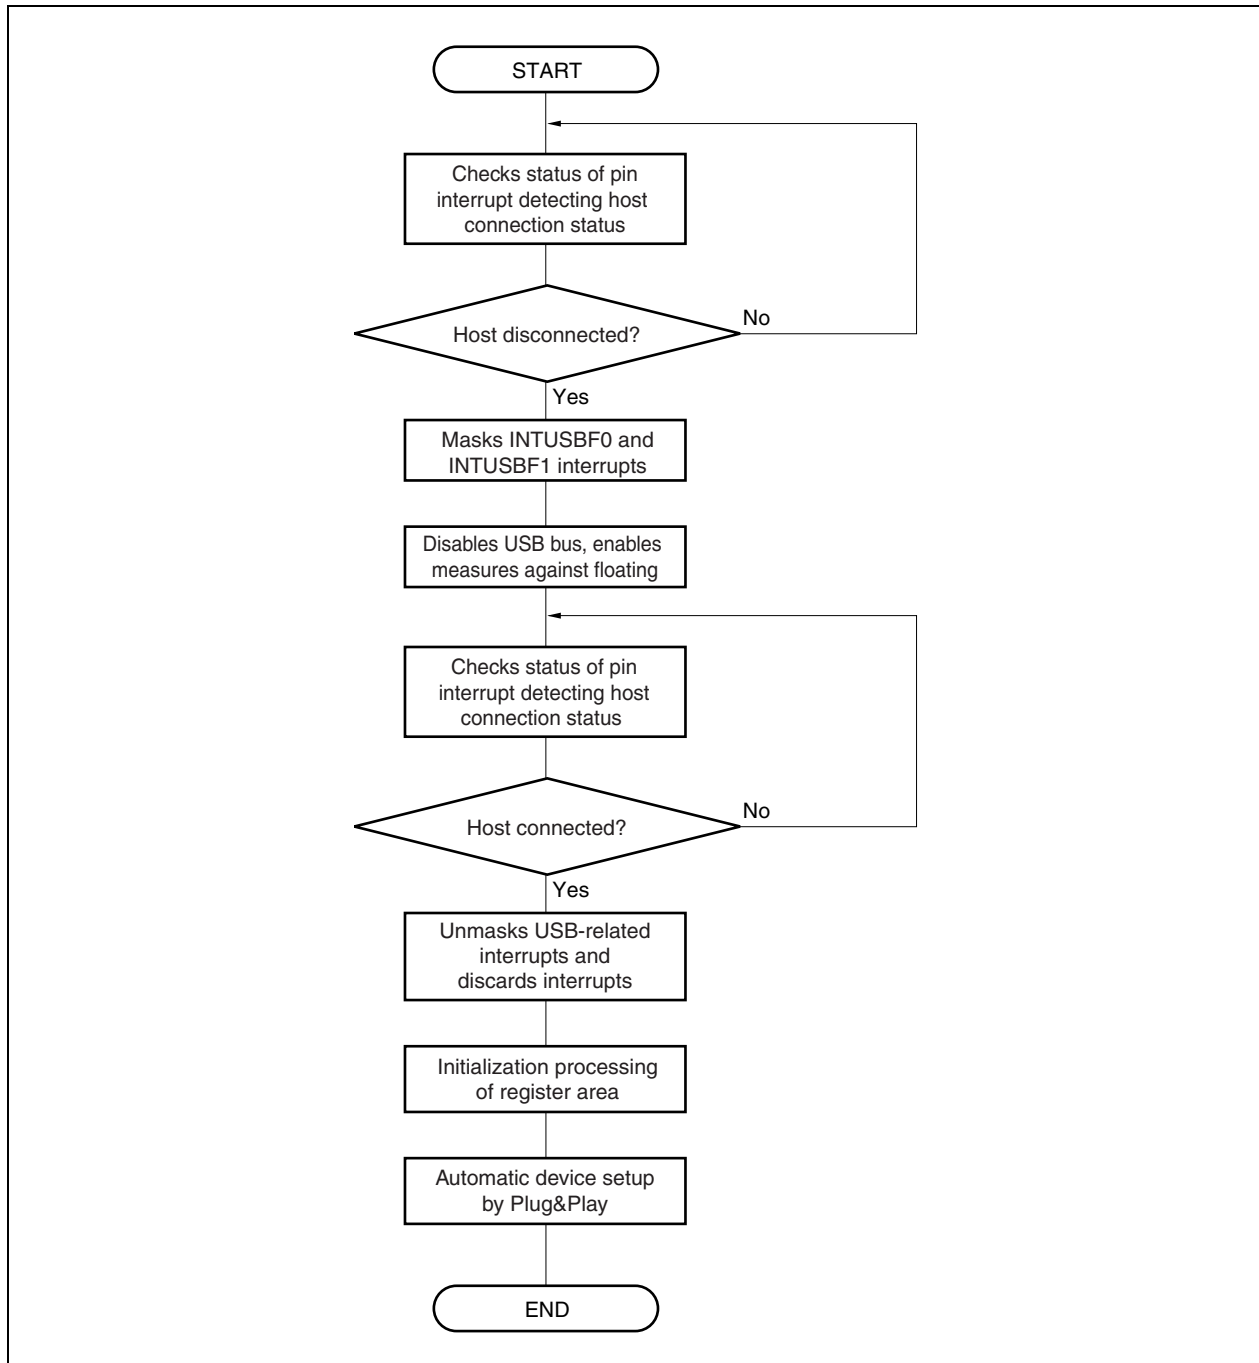 START
Checks status of pin
interrupt detecting host
connection status
Host disconnected?
No
Yes
Masks INTUSBF0 and
INTUSBF1 interrupts
Disables USB bus, enables
measures against floating
Checks status of pin
interrupt detecting host
connection status
Host connected?
No
Yes
Unmasks USB-related
interrupts and
discards interrupts
Initialization processing
of register area
Automatic device setup
by Plug&Play
END